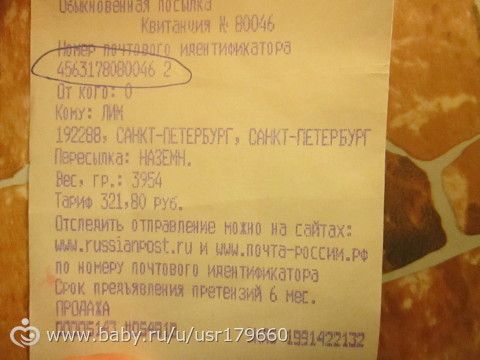 Обыкновенная посылка
Квитанция № 80046
Номер почтового идентификатора
4563178080046 2
От кого: О
Кому: ЛИМ
192288, САНКТ-ПЕТЕРБУРГ, САНКТ-ПЕТЕРБУРГ
Пересылка: НАЗЕМН.
Вес, гр.: 3954
Тариф 321,80 РУБ.
Отследить отправление можно на сайтах:
www.russianpost.ru и www.почта-россии.рф
по номеру почтового идентификатора
Срок предъявления претензий 6 мес.
ПРОДАЖА
1591422132
www.baby.ru/u/usr179660